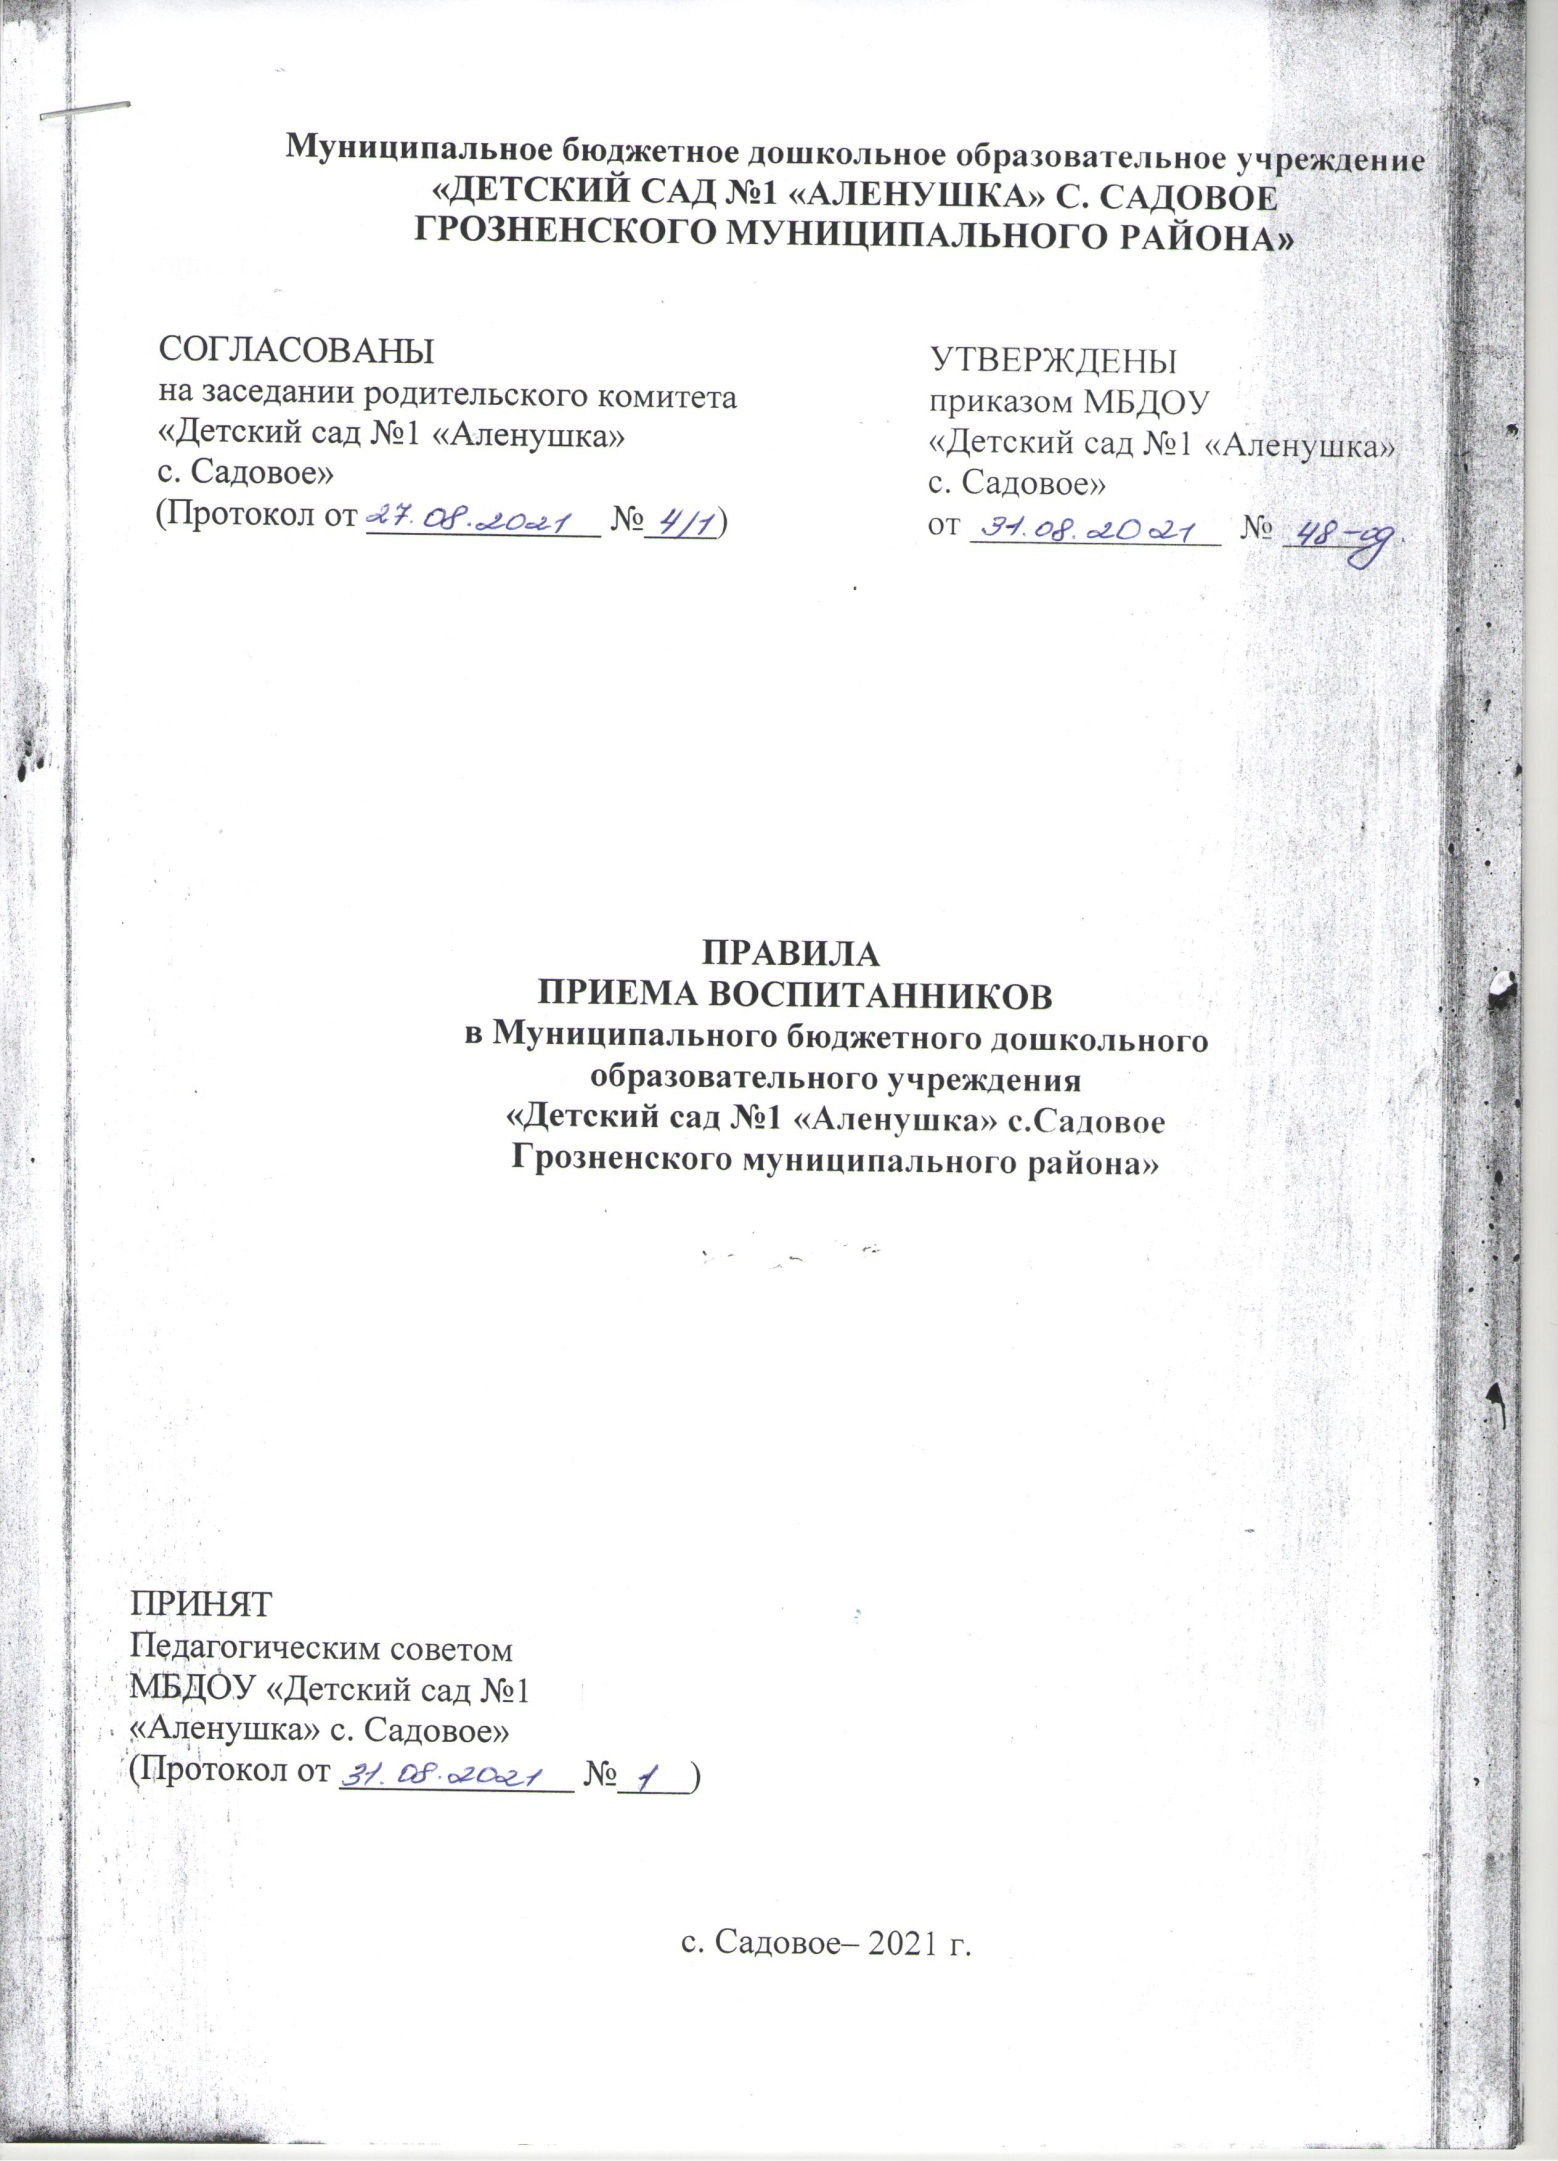 Муниципальное бюджетное дошкольное образовательное учреждение
«ДЕТСКИЙ САД №1 «АЛЕНУШКА» С. САДОВОЕ
ГРОЗНЕНСКОГО МУНИЦИПАЛЬНОГО РАЙОНА»
СОГЛАСОВАНЫ
на заседании родительского комитета
«Детский сад №1 «Аленушка»
с. Садовое»
(Протокол от 27.08.2021 № 4/1)
УТВЕРЖДЕНЫ
приказом МБДОУ
«Детский сад №1 «Аленушка»
с. Садовое»
от 31.08.2021 № 48-од.
ПРАВИЛА
ПРИЕМА ВОСПИТАННИКОВ
в Муниципального бюджетного дошкольного
образовательного учреждения
«Детский сад №1 «Аленушка» с.Садовое
Грозненского муниципального района»
ПРИНЯТ
Педагогическим советом
МБДОУ «Детский сад №1
«Аленушка» с. Садовое»
(Протокол от 31.08.2021 № 1)
с. Садовое– 2021 г.